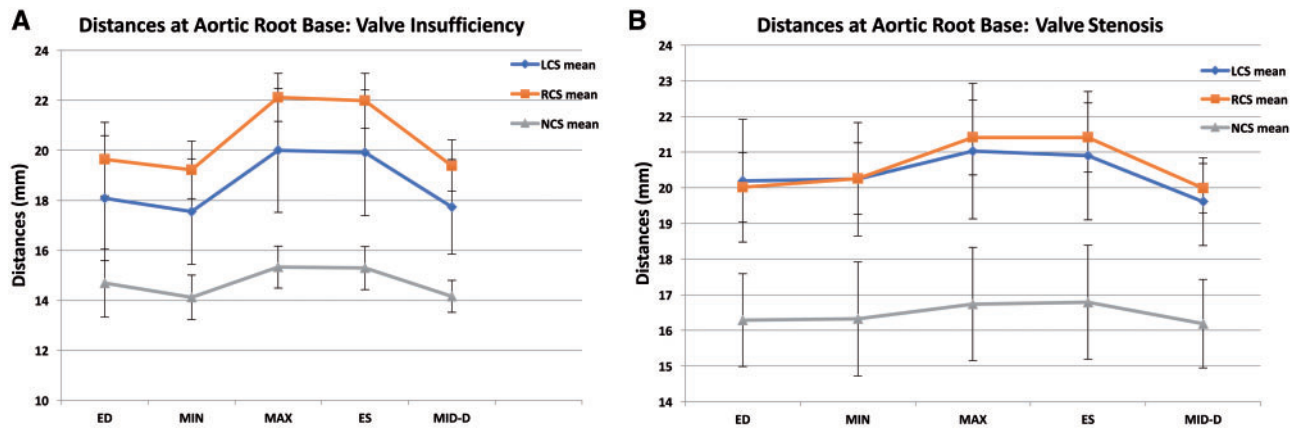 A
Distances at Aortic Root Base: Valve Insufficiency
24
22
20
18
16
14
12
10
Distances (mm)
LCS mean
RCS mean
NCS mean
ED MIN MAX ES MID-D
B
Distances at Aortic Root Base: Valve Stenosis
24
23
22
21
20
19
18
17
16
15
14
Distances (mm)
LCS mean
RCS mean
NCS mean
ED MIN MAX ES MID-D